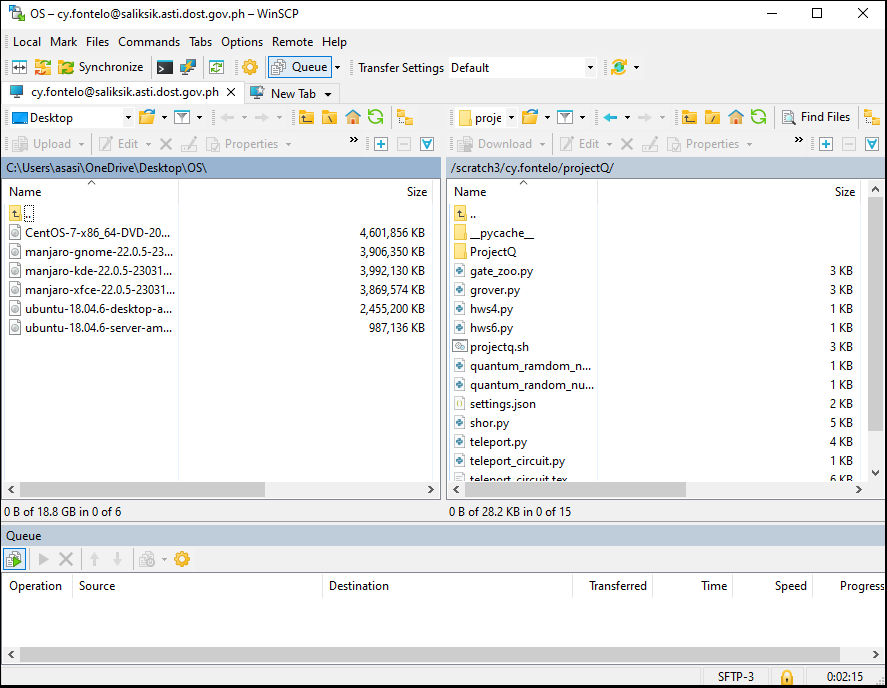 OS – cy.fontelo@saliksik.asti.dost.gov.ph – WinSCP
Local Mark Files Commands Tabs Options Remote Help
Synchronize Queue Transfer Settings Default
cy.fontelo@saliksik.asti.dost.gov.ph New Tab
Desktop proje Find Files
Upload Edit Properties » Download Edit Properties »
C:\Users\asasi\OneDrive\Desktop\OS\ /scratch3/cy.fontelo/projectQ/
Name Size Name Size
.. ..
CentOS-7-x86_64-DVD-20... 4,601,856 KB __pycache__
manjaro-gnome-22.0.5-23... 3,906,350 KB ProjectQ
manjaro-kde-22.0.5-23031... 3,992,130 KB gate_zoo.py 3 KB
manjaro-xfce-22.0.5-23031... 3,869,574 KB grover.py 3 KB
ubuntu-18.04.6-desktop-a... 2,455,200 KB hws4.py 1 KB
ubuntu-18.04.6-server-am... 987,136 KB hws6.py 1 KB
projectq.sh 3 KB
quantum_ramdom_n... 1 KB
quantum_random_nu... 1 KB
settings.json 2 KB
shor.py 5 KB
teleport.py 4 KB
teleport_circuit.py 1 KB
teleport_circuit.tex 6 KB
0 B of 18.8 GB in 0 of 6 0 B of 28.2 KB in 0 of 15
Queue
Operation Source Destination Transferred Time Speed Progress
SFTP-3 0:02:15